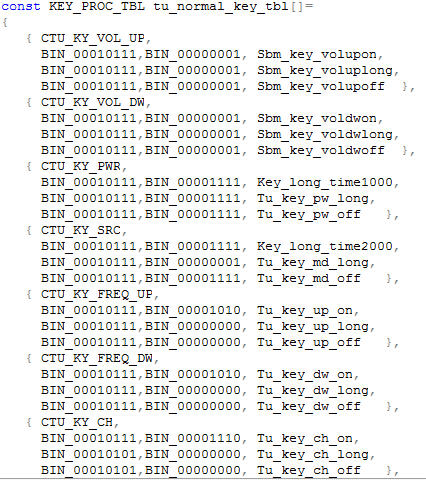 const KEY_PROC_TBL tu_normal_key_tbl[]=
{
{ CTU_KY_VOL_UP,
BIN_00010111,BIN_00000001, Sbm_key_volupon,
BIN_00010111,BIN_00000001, Sbm_key_voluplong,
BIN_00010111,BIN_00000001, Sbm_key_volupoff },
{ CTU_KY_VOL_DW,
BIN_00010111,BIN_00000001, Sbm_key_voldwon,
BIN_00010111,BIN_00000001, Sbm_key_voldwlong,
BIN_00010111,BIN_00000001, Sbm_key_voldwoff },
{ CTU_KY_PWR,
BIN_00010111,BIN_00001111, Key_long_time1000,
BIN_00010111,BIN_00001111, Tu_key_pw_long,
BIN_00010111,BIN_00001111, Tu_key_pw_off },
{ CTU_KY_SRC,
BIN_00010111,BIN_00001111, Key_long_time2000,
BIN_00010111,BIN_00000001, Tu_key_md_long,
BIN_00010111,BIN_00001111, Tu_key_md_off },
{ CTU_KY_FREQ_UP,
BIN_00010111,BIN_00001010, Tu_key_up_on,
BIN_00010111,BIN_00000000, Tu_key_up_long,
BIN_00010111,BIN_00000000, Tu_key_up_off },
{ CTU_KY_FREQ_DW,
BIN_00010111,BIN_00001010, Tu_key_dw_on,
BIN_00010111,BIN_00000000, Tu_key_dw_long,
BIN_00010111,BIN_00000000, Tu_key_dw_off },
{ CTU_KY_CH,
BIN_00010111,BIN_00001110, Tu_key_ch_on,
BIN_00010101,BIN_00000000, Tu_key_ch_long,
BIN_00010101,BIN_00000000, Tu_key_ch_off },